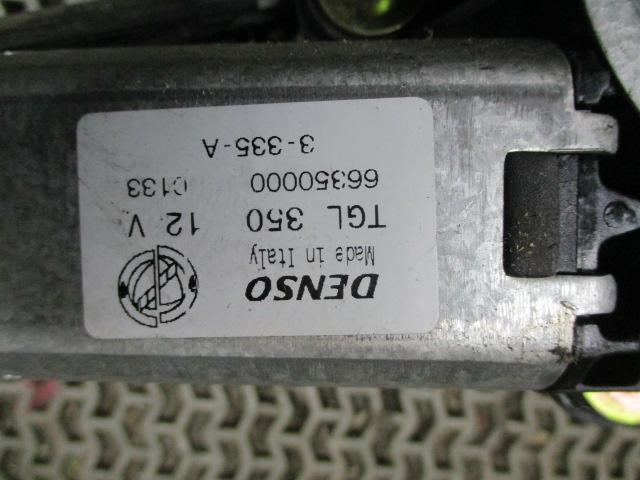 DENSO
Made in Italy
TGL 350 12 V
66350000 C133
3-335-A